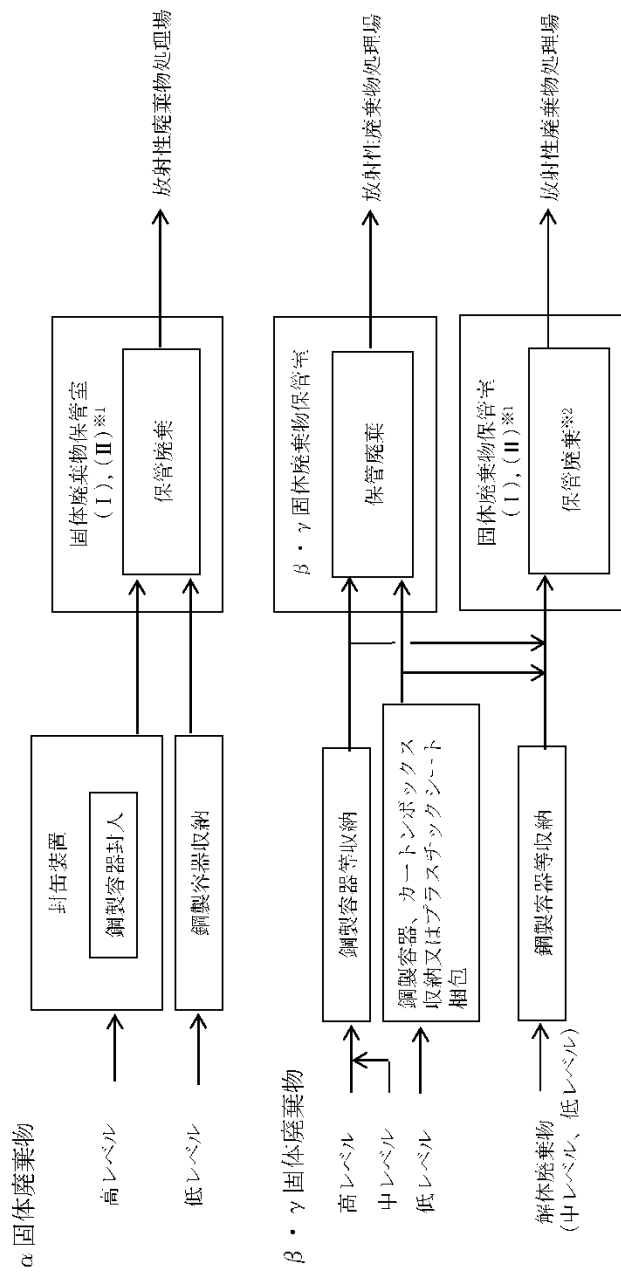 α 固体廃棄物
高レベル
低レベル
封缶装置
鋼製容器封入
鋼製容器収納
固体廃棄物保管室
(Ⅰ), (Ⅱ)※1
保管廃棄
放射性廃棄物処理場
β・γ 固体廃棄物
高レベル
中レベル
低レベル
鋼製容器等収納
鋼製容器、カートンボックス
収納又はプラスチックシート
梱包
β・γ 固体廃棄物保管室
保管廃棄
放射性廃棄物処理場
解体廃棄物
(中レベル、低レベル)
鋼製容器等収納
固体廃棄物保管室
(Ⅰ), (Ⅱ)※1
保管廃棄※2
放射性廃棄物処理場